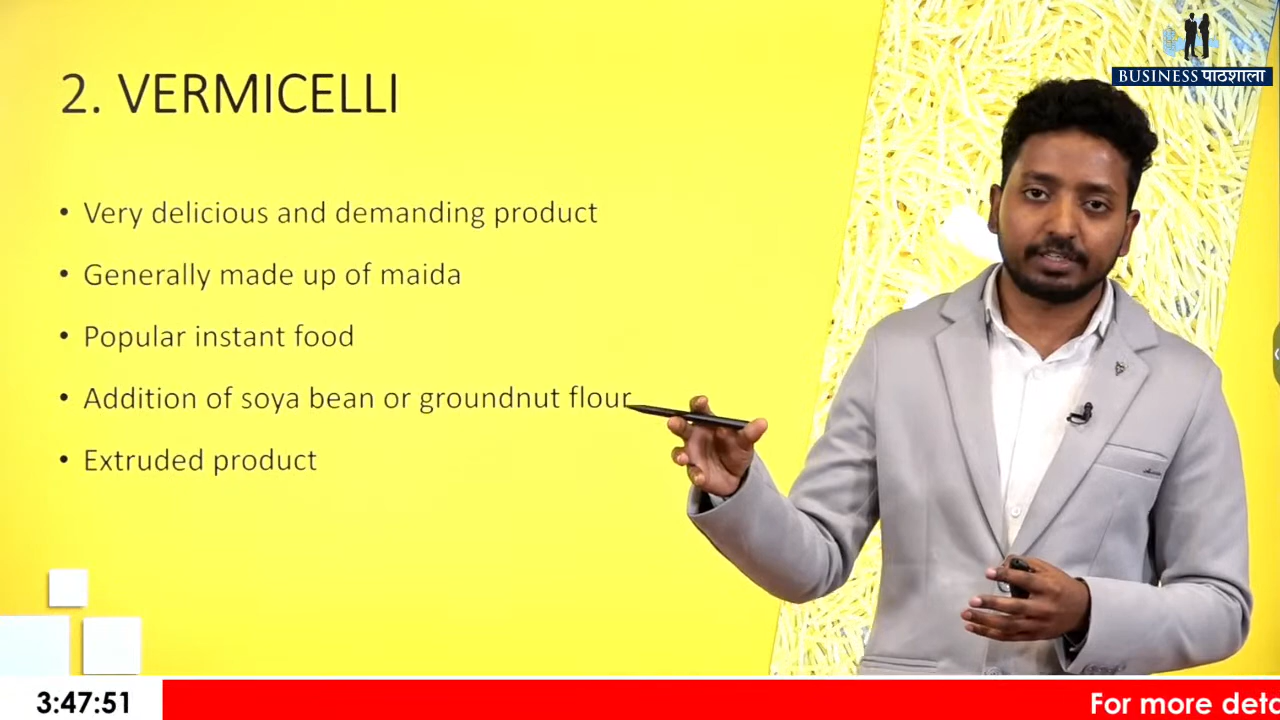 BUSINESS पाठशाला
2. VERMICELLI
• Very delicious and demanding product
• Generally made up of maida
• Popular instant food
• Addition of soya bean or groundnut flour
• Extruded product
3:47:51
For more deta